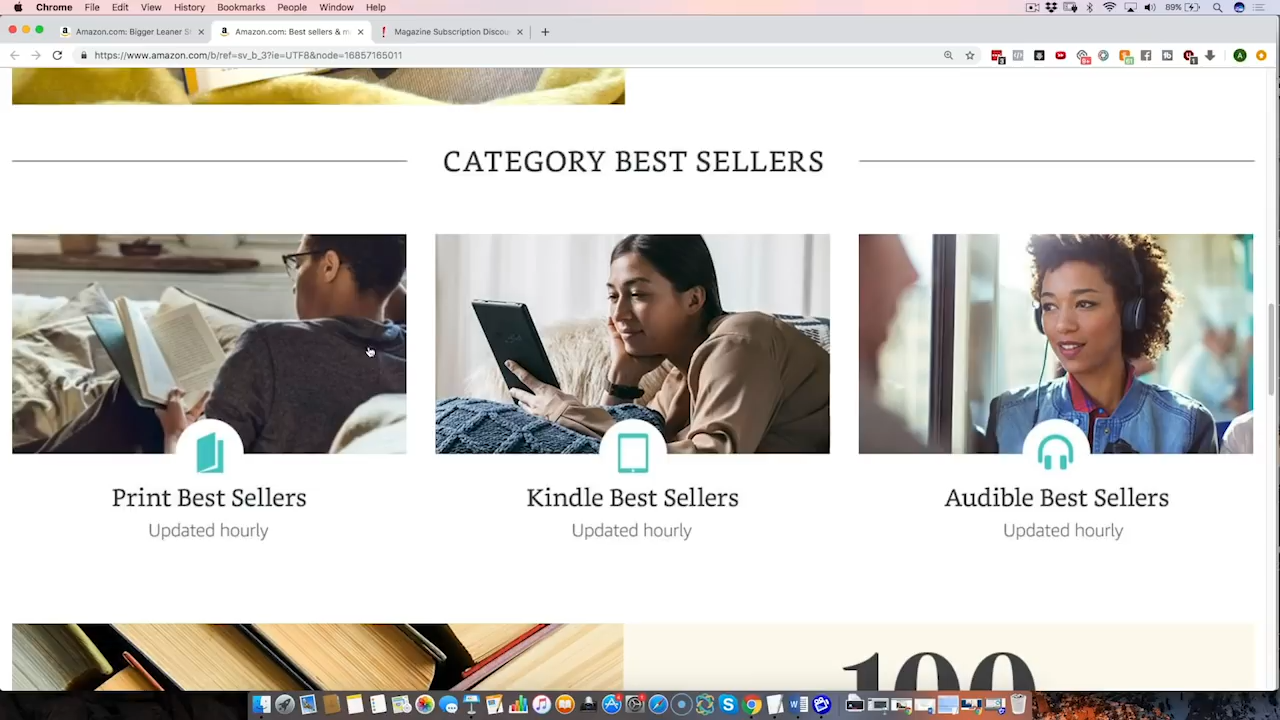 Chrome File Edit View History Bookmarks People Window Help 89%
Amazon.com: Bigger Leaner S Amazon.com: Best sellers & m Magazine Subscription Discou
https://www.amazon.com/b/ref=sv_b_3?ie=UTF8&node=16857165011
CATEGORY BEST SELLERS
Print Best Sellers
Updated hourly
Kindle Best Sellers
Updated hourly
Audible Best Sellers
Updated hourly
100